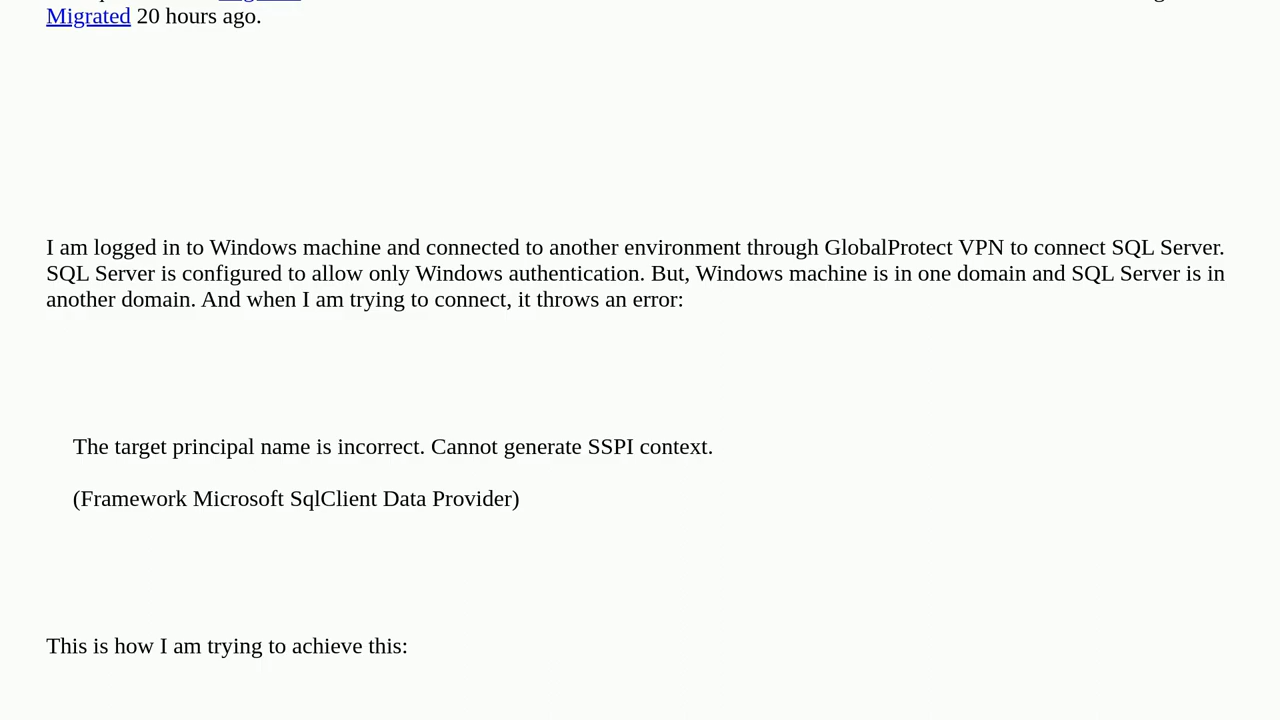 Migrated 20 hours ago.
I am logged in to Windows machine and connected to another environment through GlobalProtect VPN to connect SQL Server.
SQL Server is configured to allow only Windows authentication. But, Windows machine is in one domain and SQL Server is in
another domain. And when I am trying to connect, it throws an error:
The target principal name is incorrect. Cannot generate SSPI context.
(Framework Microsoft SqlClient Data Provider)
This is how I am trying to achieve this: